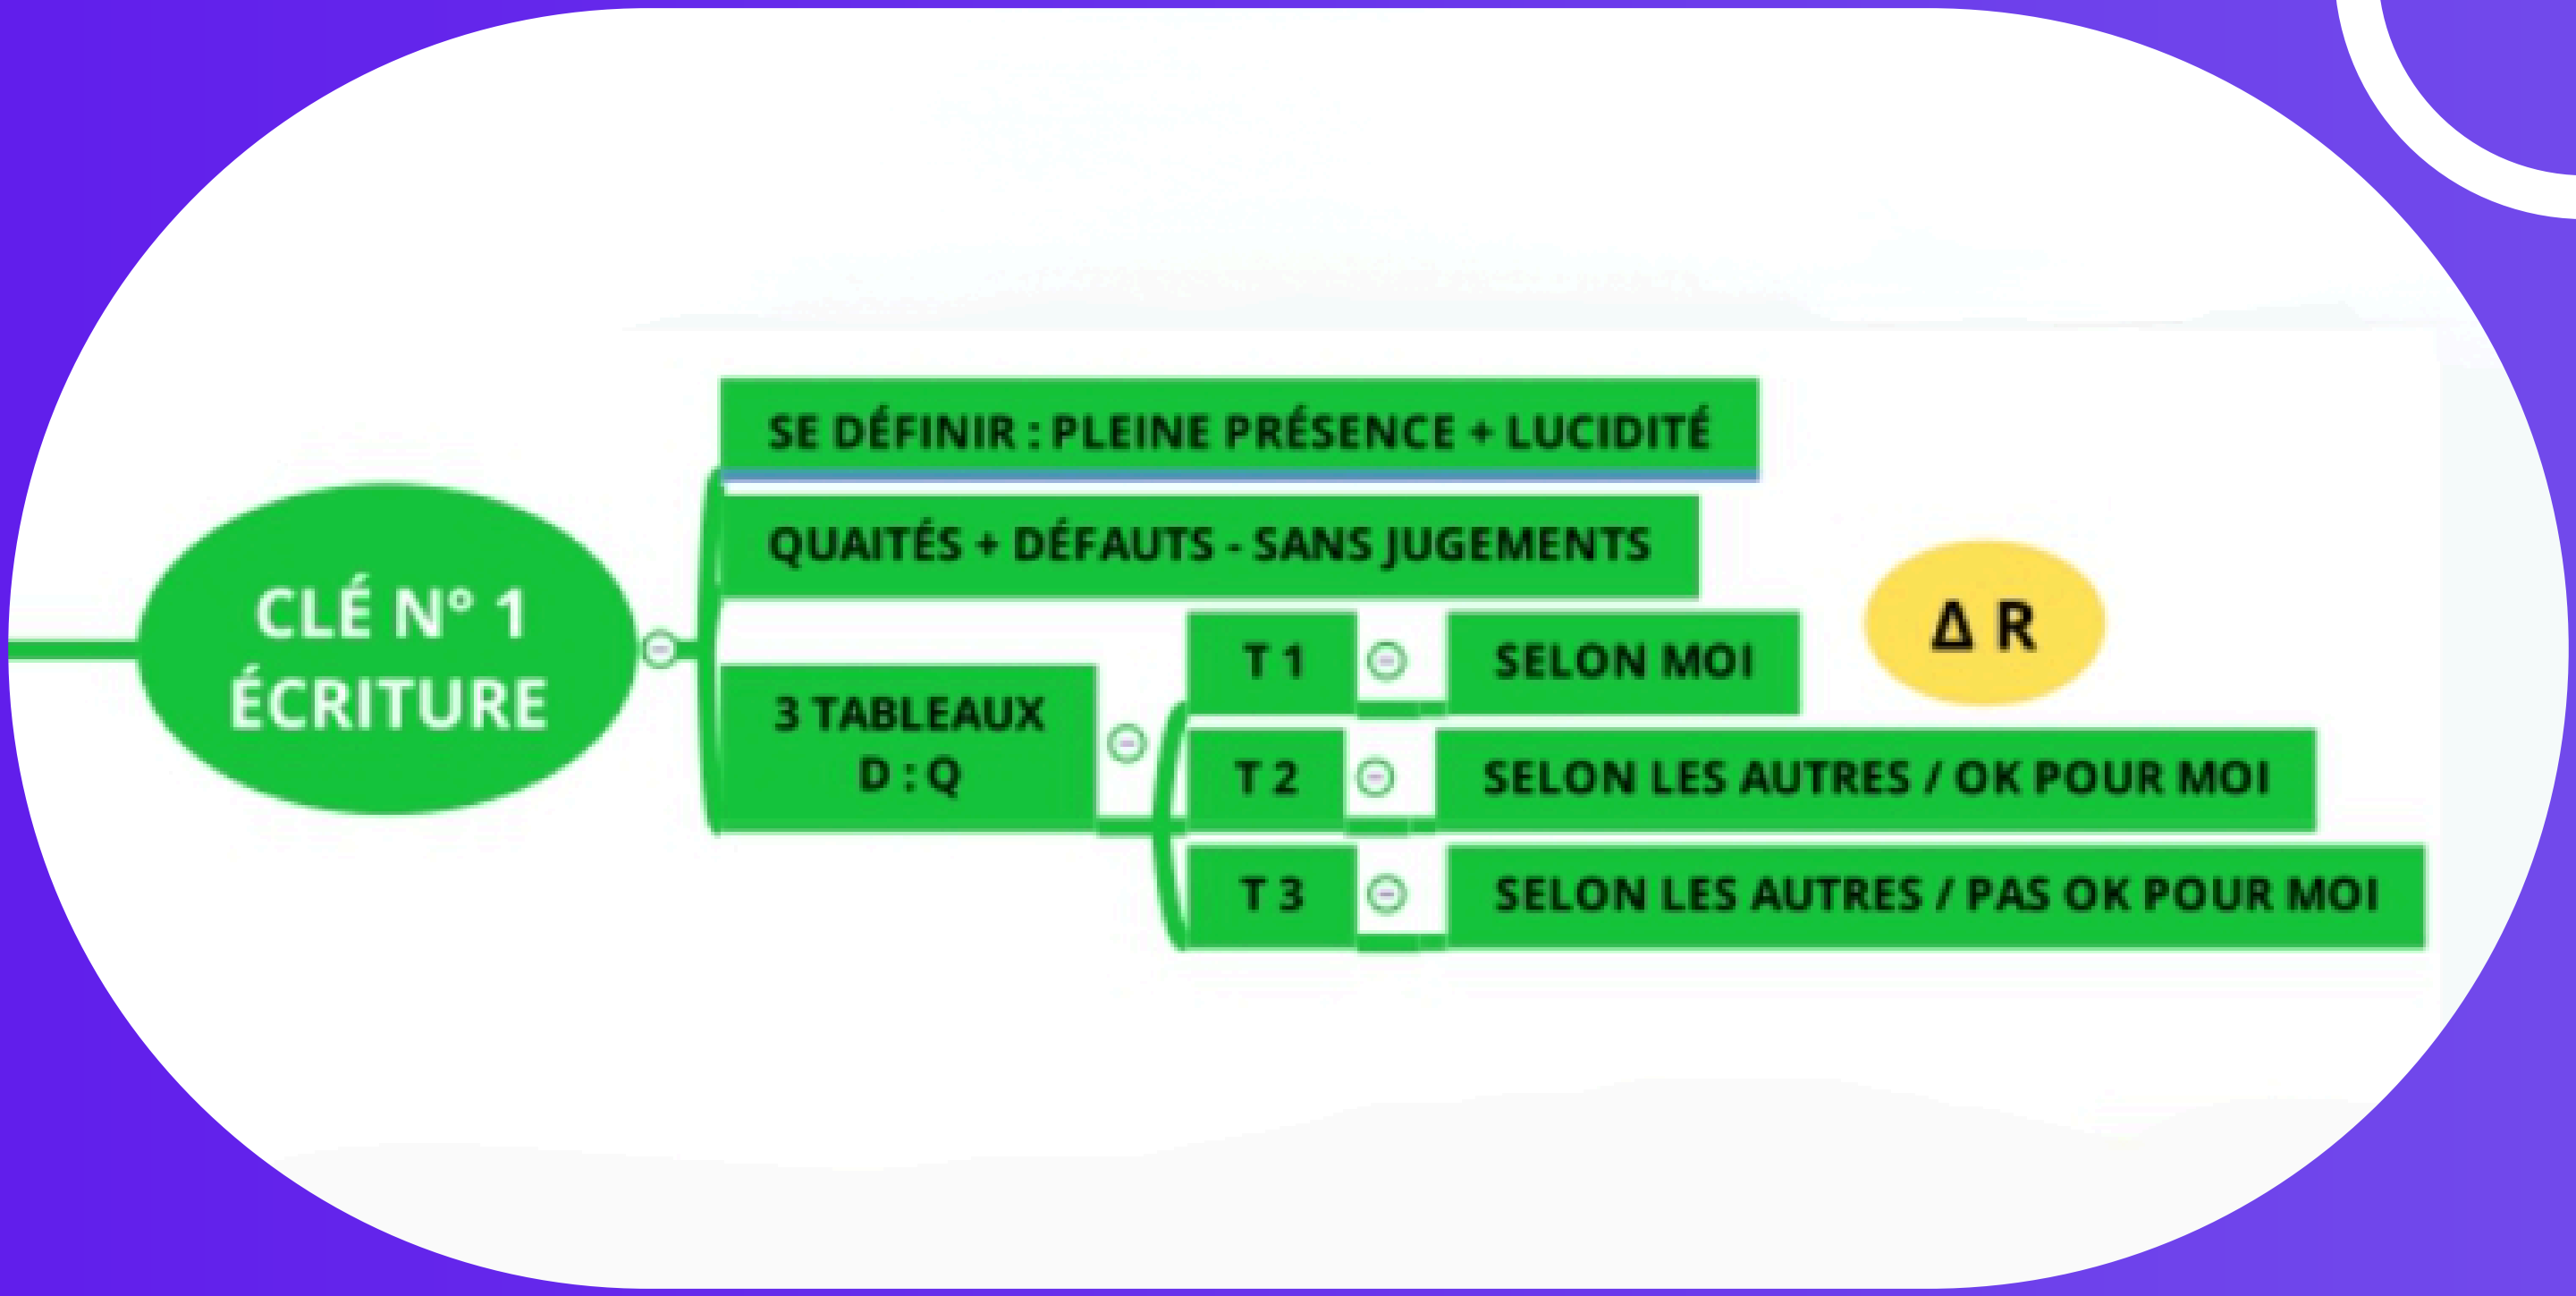 CLÉ N° 1
ÉCRITURE
SE DÉFINIR : PLEINE PRÉSENCE + LUCIDITÉ
QUAITÉS + DÉFAUTS - SANS JUGEMENTS
3 TABLEAUX
D : Q
T 1
SELON MOI
Δ R
T 2
SELON LES AUTRES / OK POUR MOI
T 3
SELON LES AUTRES / PAS OK POUR MOI